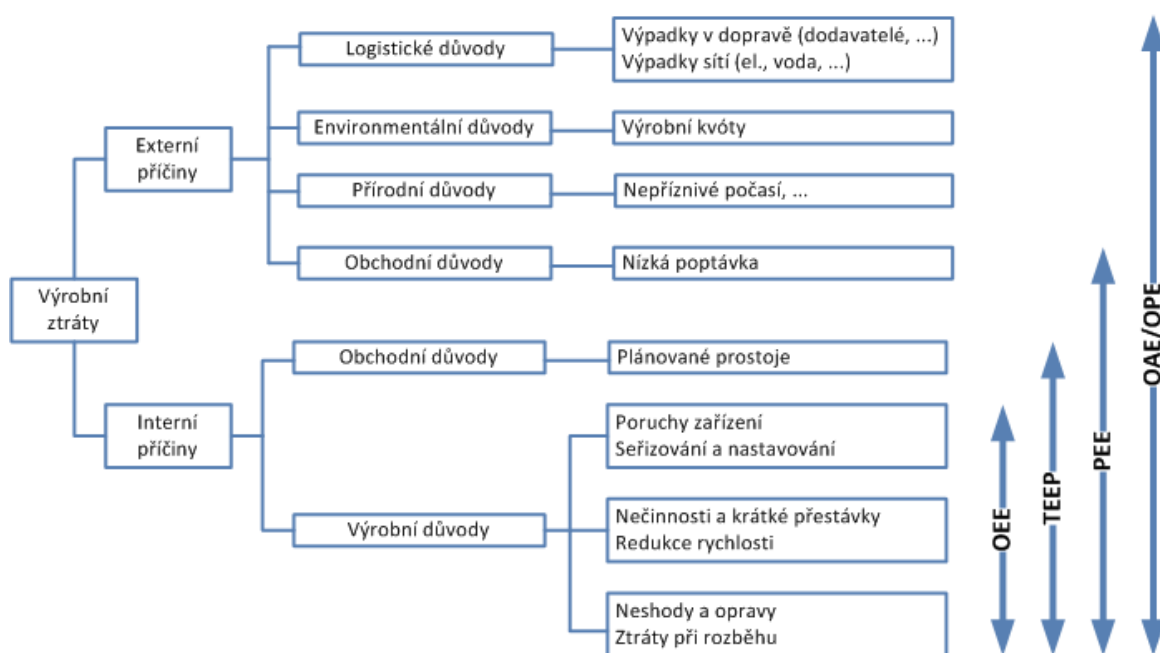 Logistické důvody
Výpadky v dopravě (dodavatelé, ...)
Výpadky sítí (el., voda, ...)
Externí
příčiny
Environmentální důvody
Výrobní kvóty
Přírodní důvody
Nepříznivé počasí, ...
Obchodní důvody
Nízká poptávka
Výrobní
ztráty
Obchodní důvody
Plánované prostoje
Interní
příčiny
Poruchy zařízení
Seřizování a nastavování
Výrobní důvody
Nečinnosti a krátké přestávky
Redukce rychlosti
Neshody a opravy
Ztráty při rozběhu
OEE
TEEP
PEE
OAE/OPE